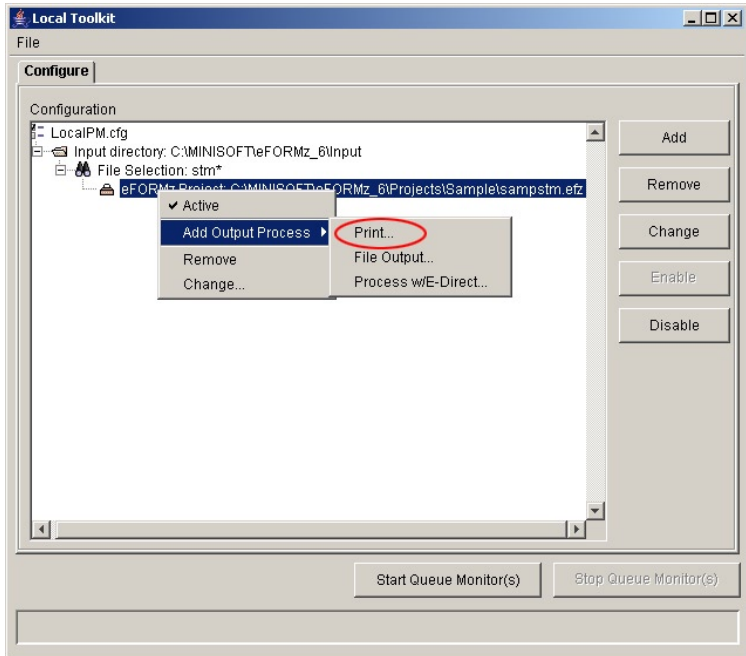 Local Toolkit
File
Configure
Configuration
LocalPM.cfg
Input directory: C:\MINISOFT\eFORMz_6\Input
File Selection: stm*
eFORMz Project: C:\MINISOFT\eFORMz_6\Projects\Sample\sampstm.efz
Active
Add Output Process
Remove
Change...
Print...
File Output...
Process w/E-Direct...
Add
Remove
Change
Enable
Disable
Start Queue Monitor(s)
Stop Queue Monitor(s)